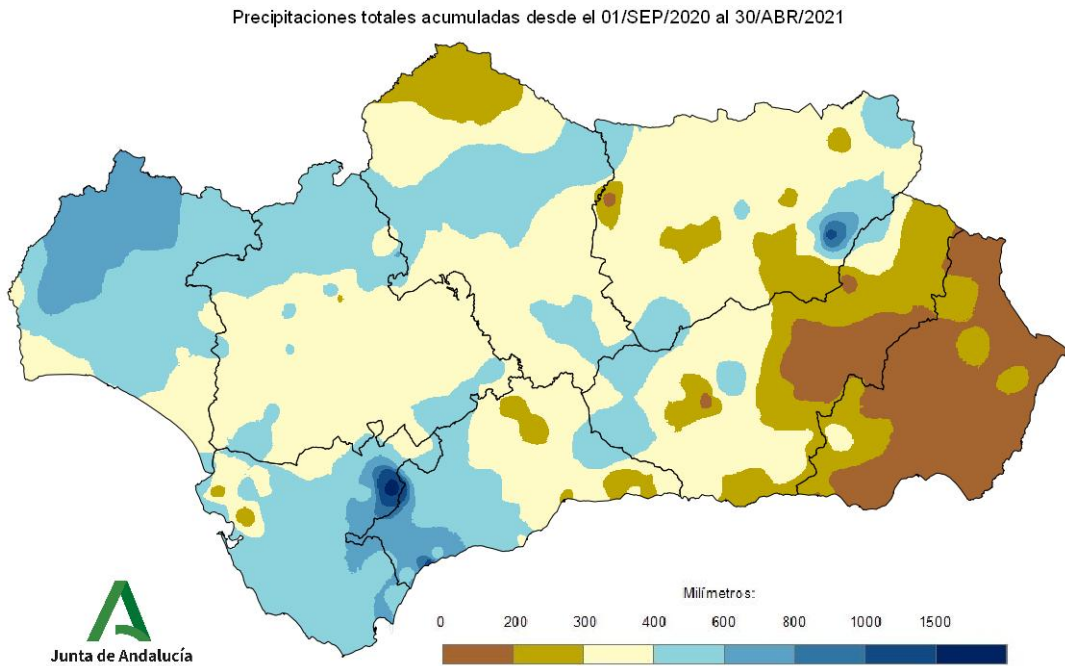 Precipitaciones totales acumuladas desde el 01/SEP/2020 al 30/ABR/2021
Milímetros:
0 200 300 400 600 800 1000 1500
Junta de Andalucía